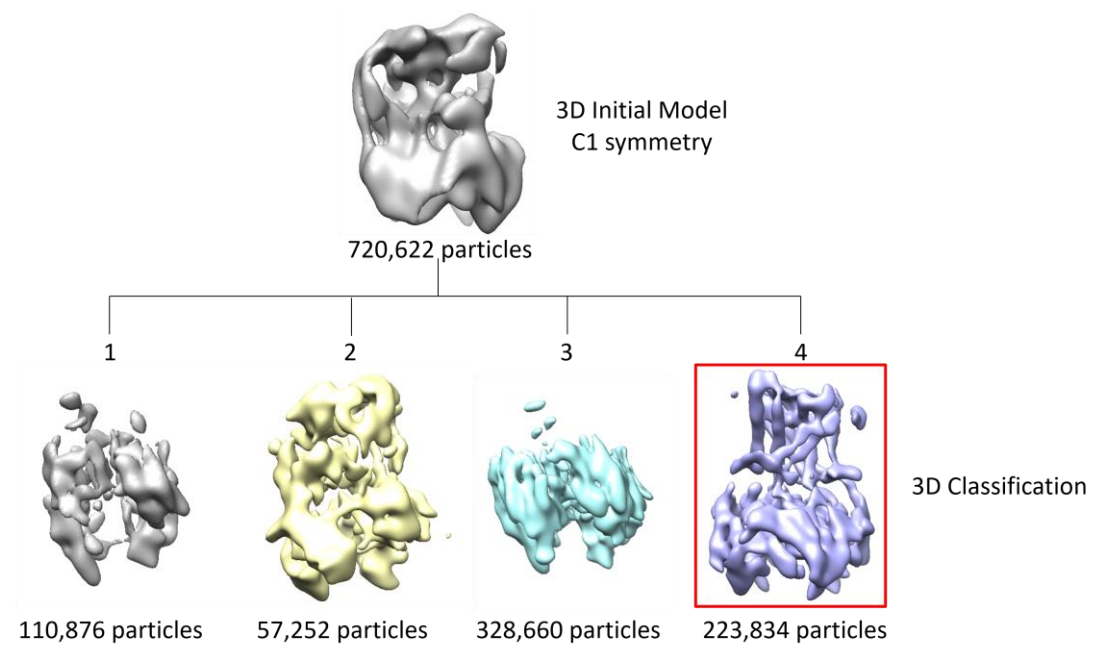 3D Initial Model
C1 symmetry
720,622 particles
1
2
3
4
3D Classification
110,876 particles
57,252 particles
328,660 particles
223,834 particles